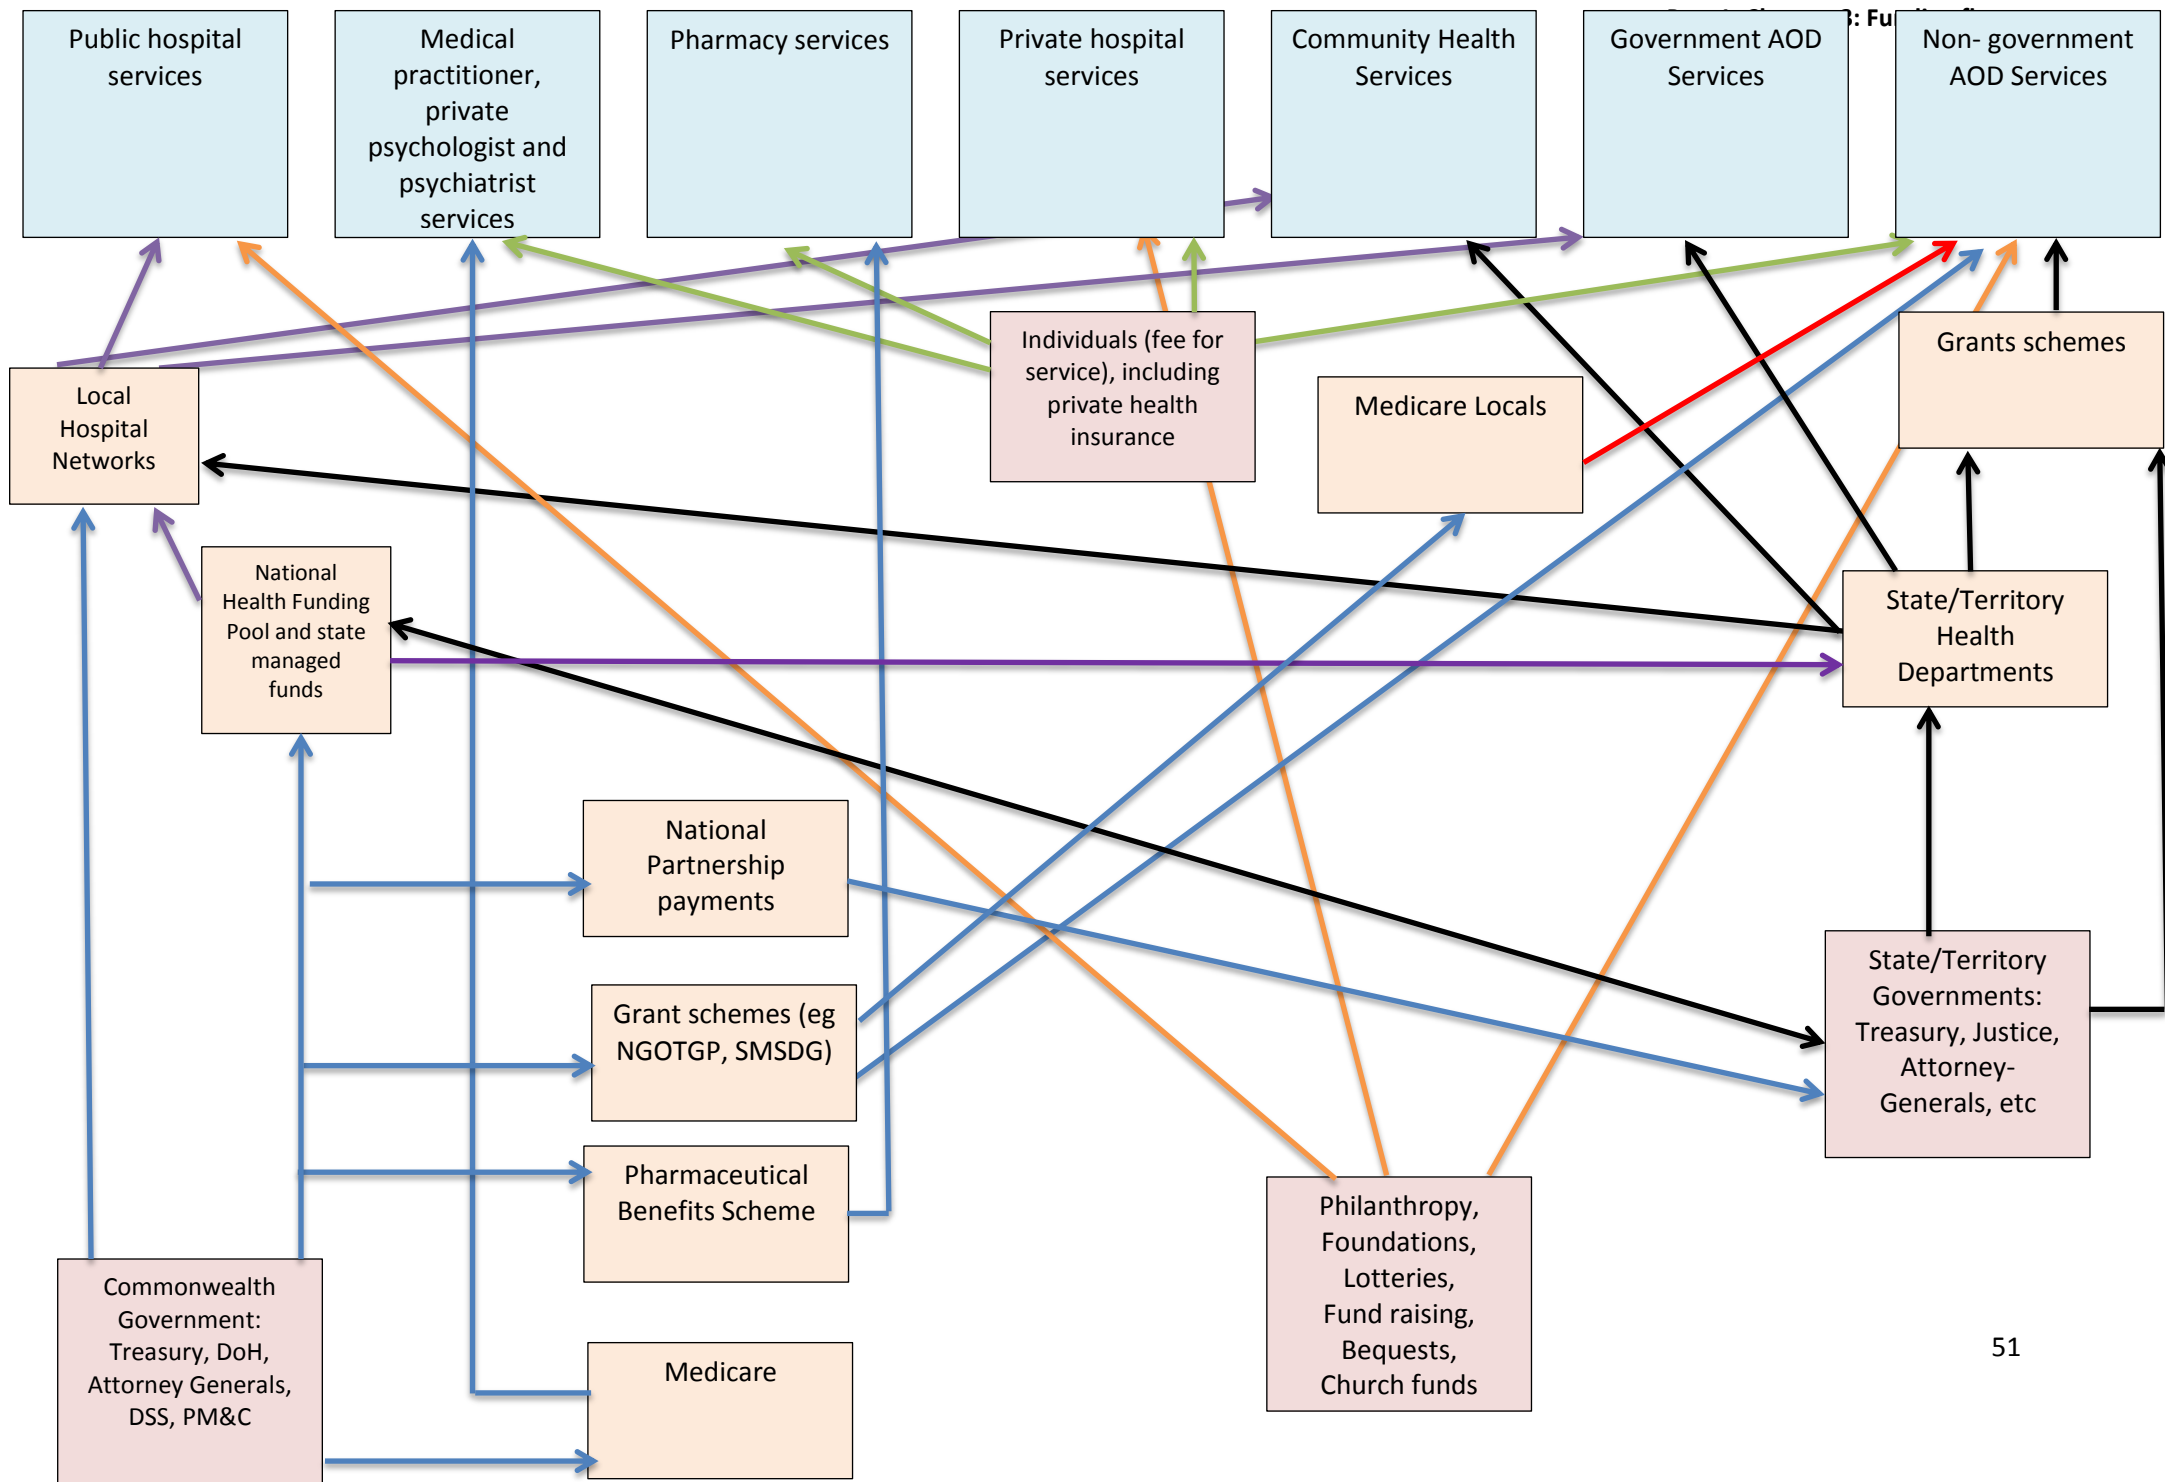 3: Fu
Public hospital
services
Medical
practitioner,
private
psychologist and
psychiatrist
services
Pharmacy services
Private hospital
services
Community Health
Services
Government AOD
Services
Non- government
AOD Services
Individuals (fee for
service), including
private health
insurance
Grants schemes
Local
Hospital
Networks
Medicare Locals
National
Health Funding
Pool and state
managed
funds
State/Territory
Health
Departments
National
Partnership
payments
State/Territory
Governments:
Treasury, Justice,
Attorney-
Generals, etc
Grant schemes (eg
NGOTGP, SMSDG)
Pharmaceutical
Benefits Scheme
Philanthropy,
Foundations,
Lotteries,
Fund raising,
Bequests,
Church funds
Commonwealth
Government:
Treasury, DoH,
Attorney Generals,
DSS, PM&C
Medicare
51